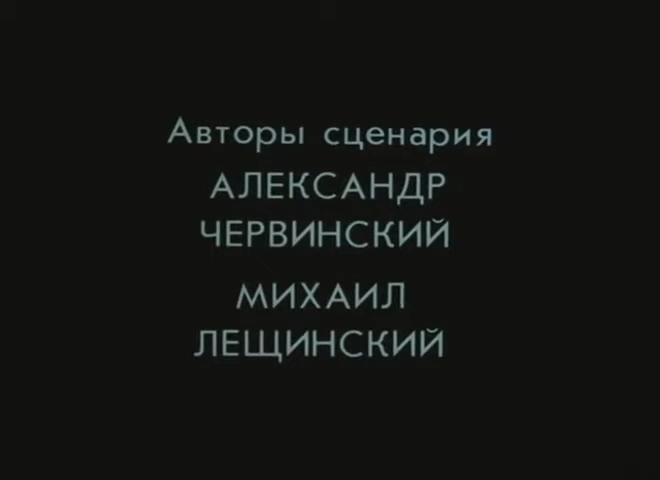 Авторы сценария
АЛЕКСАНДР
ЧЕРВИНСКИЙ
МИХАИЛ
ЛЕЩИНСКИЙ